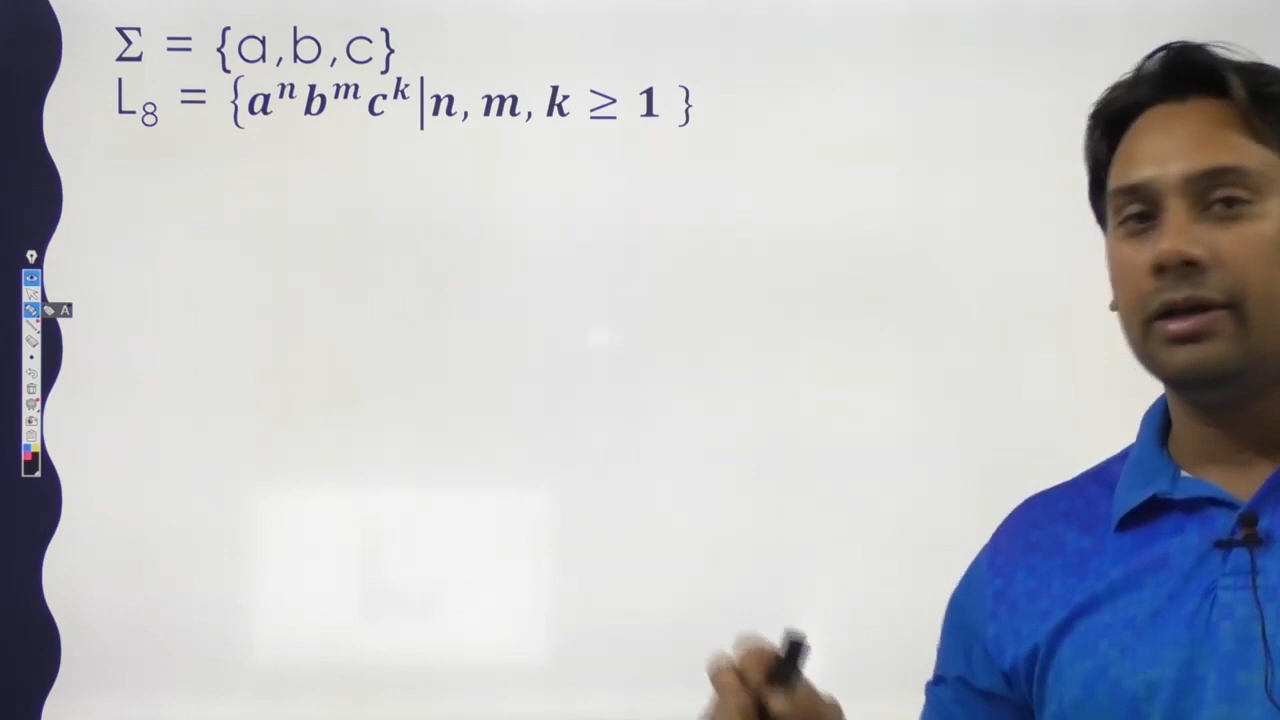 Σ = {a,b,c}
L₈ = {aⁿbᵐcᵏ|n, m, k ≥ 1 }
A